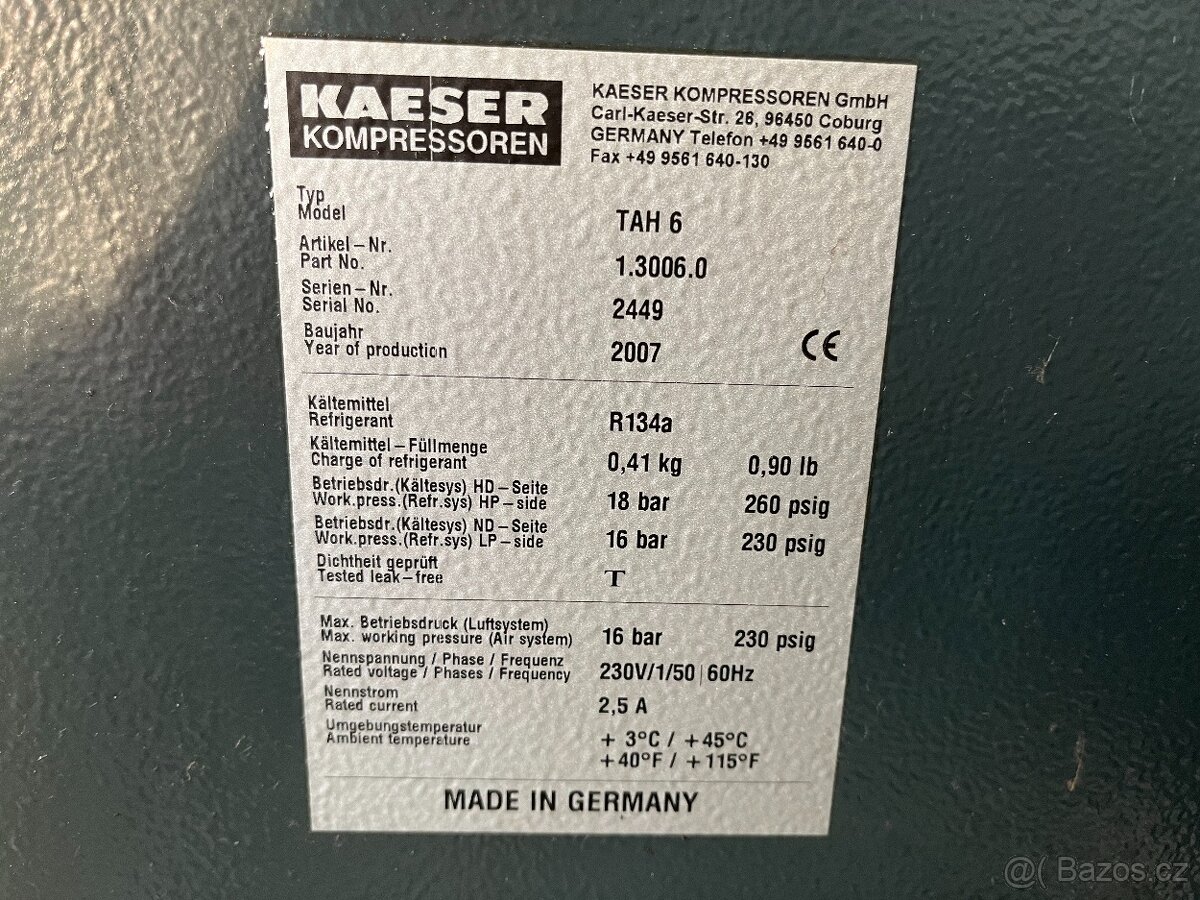 KAESER
KOMPRESSOREN
KAESER KOMPRESSOREN GmbH
Carl-Kaeser-Str. 26, 96450 Coburg
GERMANY Telefon +49 9561 640-0
Fax +49 9561 640-130
Typ
Model TAH 6
Artikel-Nr.
Part No. 1.3006.0
Serien-Nr.
Serial No. 2449
Baujahr
Year of production 2007 CE
Kältemittel
Refrigerant R134a
Kältemittel-Füllmenge
Charge of refrigerant 0,41 kg 0,90 lb
Betriebsdr.(Kältesys) HD-Seite
Work.press.(Refr.sys) HP-side 18 bar 260 psig
Betriebsdr.(Kältesys) ND-Seite
Work.press.(Refr.sys) LP-side 16 bar 230 psig
Dichtheit geprüft
Tested leak-free T
Max. Betriebsdruck (Luftsystem)
Max. working pressure (Air system) 16 bar 230 psig
Nennspannung / Phase / Frequenz
Rated voltage / Phases / Frequency 230V/1/50|60Hz
Nennstrom
Rated current 2,5 A
Umgebungstemperatur
Ambient temperature + 3°C / +45°C
+40°F / +115°F
MADE IN GERMANY
@( Bazos.cz